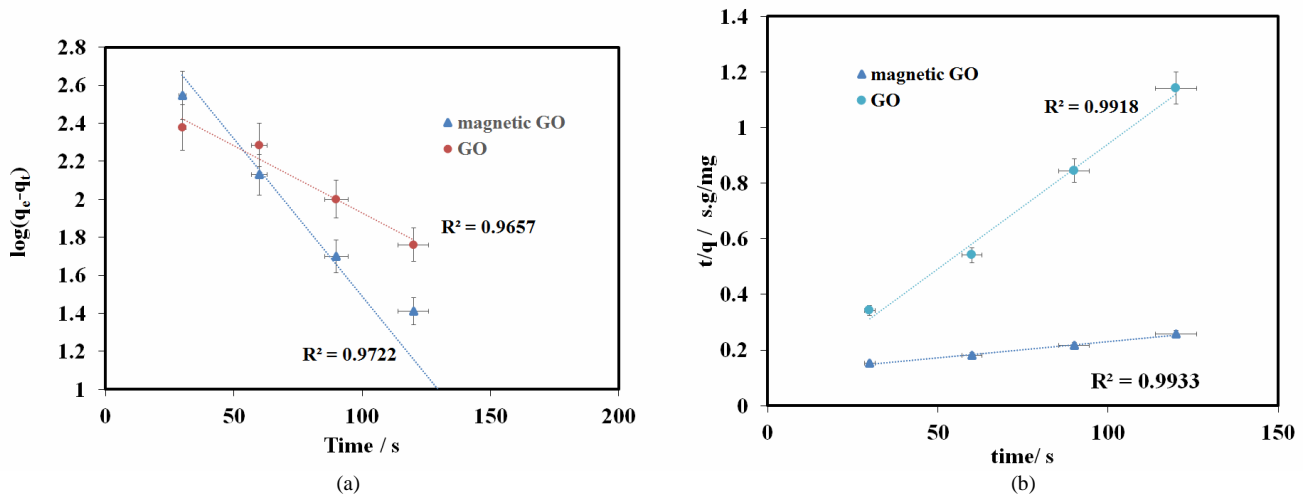 log(qe-qt)
2.8
2.6
2.4
2.2
2
1.8
1.6
1.4
1.2
1
0
50
100
150
200
Time / s
magnetic GO
GO
R² = 0.9657
R² = 0.9722
(a)
t/q / s.g/mg
1.4
1.2
1
0.8
0.6
0.4
0.2
0
0
50
100
150
time/ s
magnetic GO
GO
R² = 0.9918
R² = 0.9933
(b)